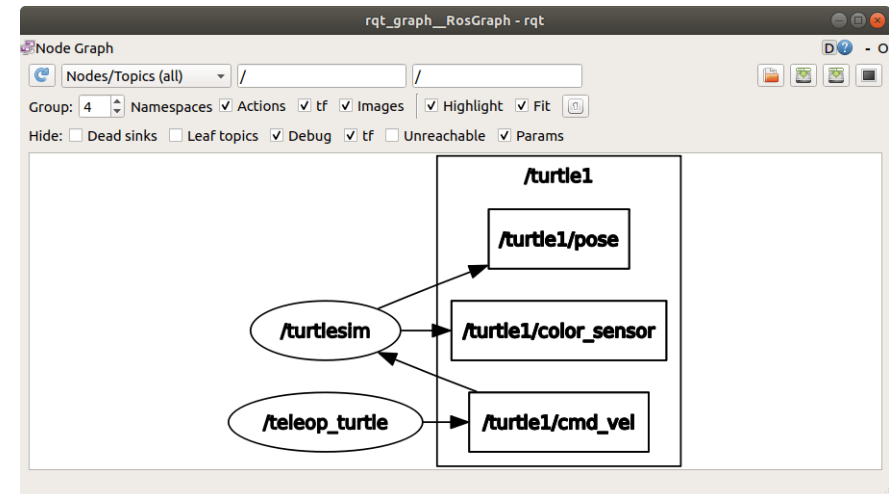 rqt_graph__RosGraph - rqt
Node Graph D - O
Nodes/Topics (all) / /
Group: 4 Namespaces Actions tf Images Highlight Fit
Hide: Dead sinks Leaf topics Debug tf Unreachable Params
/turtle1
/turtle1/pose
/turtlesim /turtle1/color_sensor
/teleop_turtle /turtle1/cmd_vel